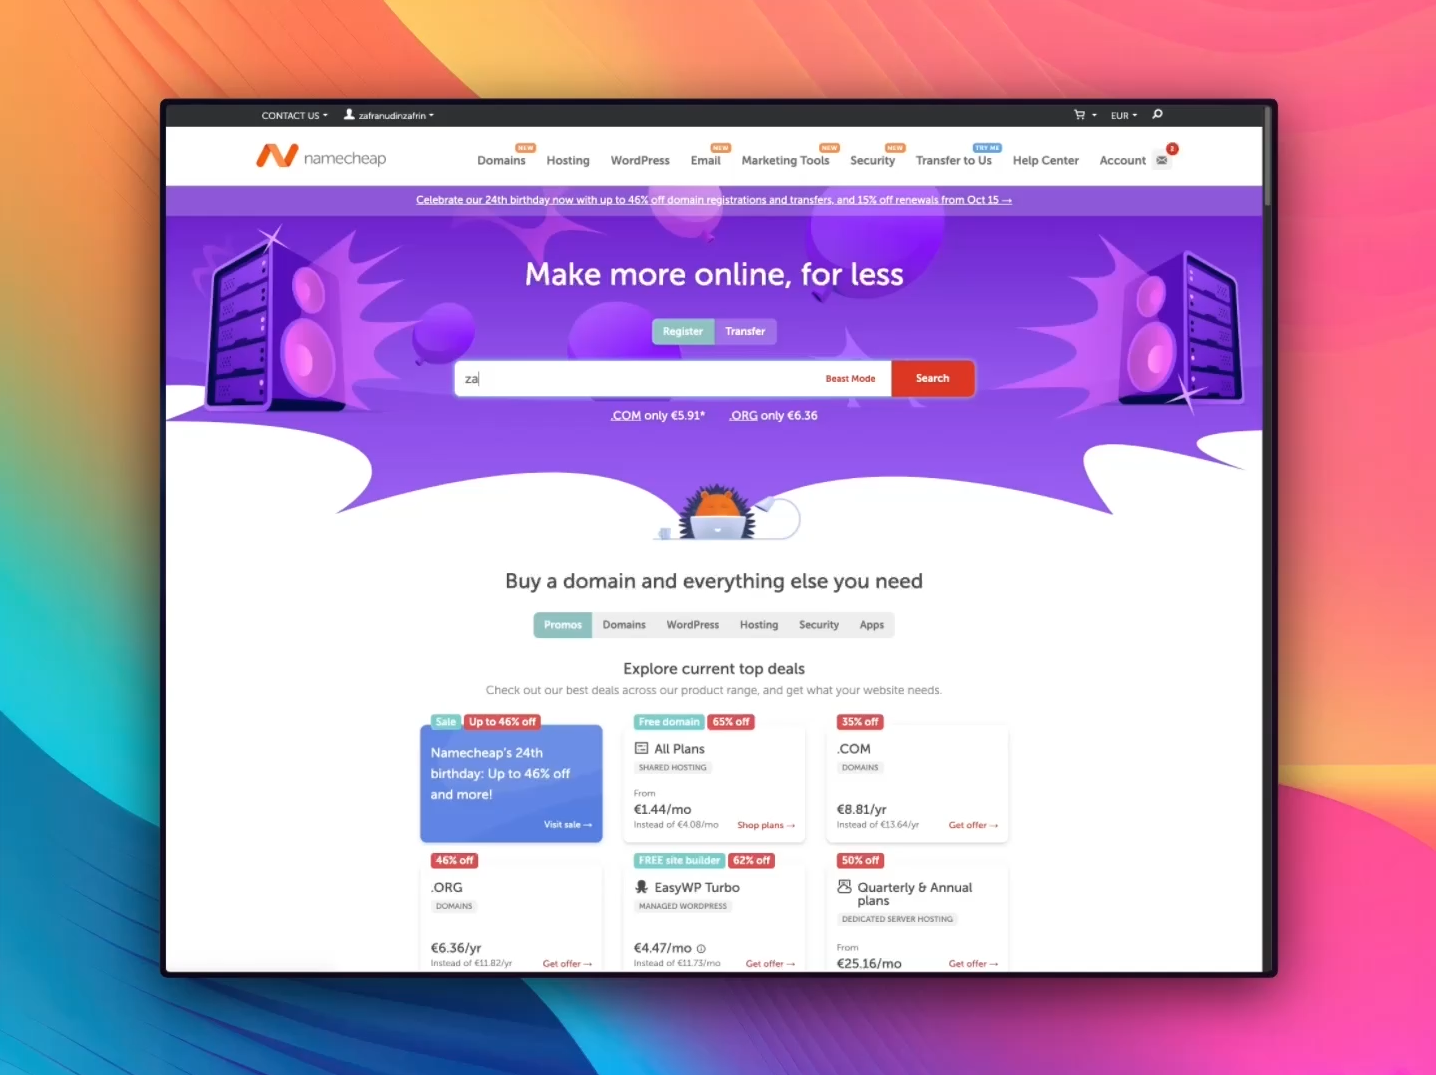 CONTACT US
zafranudinzafrin
EUR
namecheap
NEW
Domains
Hosting
WordPress
NEW
Email
NEW
Marketing Tools
NEW
Security
TRY ME
Transfer to Us
Help Center
Account
2
Celebrate our 24th birthday now with up to 46% off domain registrations and transfers, and 15% off renewals from Oct 15 →
Make more online, for less
Register
Transfer
za
Beast Mode
Search
.COM only €5.91*
.ORG only €6.36
Buy a domain and everything else you need
Promos
Domains
WordPress
Hosting
Security
Apps
Explore current top deals
Check out our best deals across our product range, and get what your website needs.
Sale
Up to 46% off
Namecheap's 24th
birthday: Up to 46% off
and more!
Visit sale →
Free domain
65% off
All Plans
SHARED HOSTING
From
€1.44/mo
Instead of €4.08/mo
Shop plans →
35% off
.COM
DOMAINS
€8.81/yr
Instead of €13.64/yr
Get offer →
46% off
.ORG
DOMAINS
€6.36/yr
Instead of €11.82/yr
Get offer →
FREE site builder
62% off
EasyWP Turbo
MANAGED WORDPRESS
€4.47/mo
Instead of €11.73/mo
Get offer →
50% off
Quarterly & Annual
plans
DEDICATED SERVER HOSTING
From
€25.16/mo
Get offer →